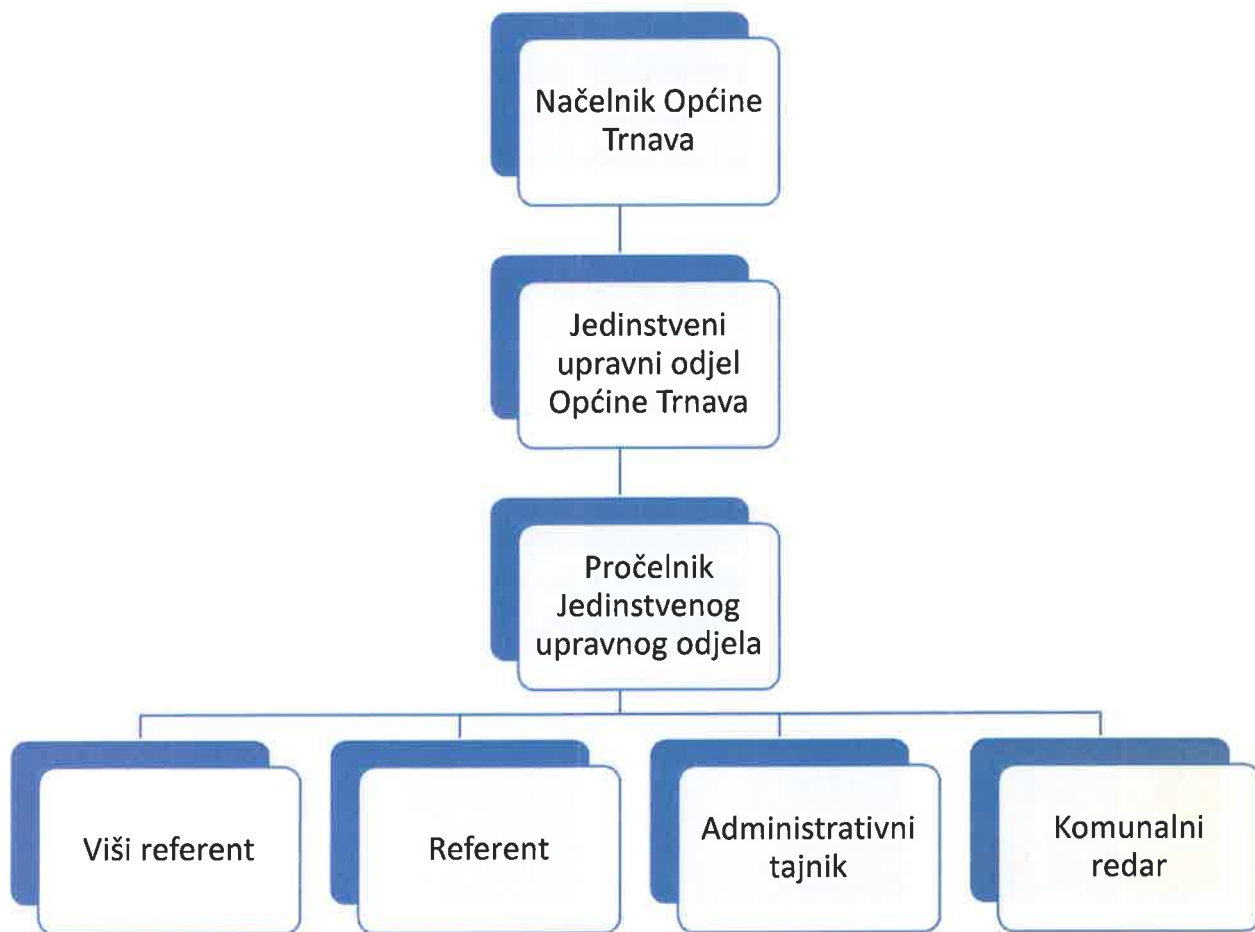 Načelnik Općine
Trnava
Jedinstveni
upravni odjel
Općine Trnava
Pročelnik
Jedinstvenog
upravnog odjela
Viši referent
Referent
Administrativni
tajnik
Komunalni
redar